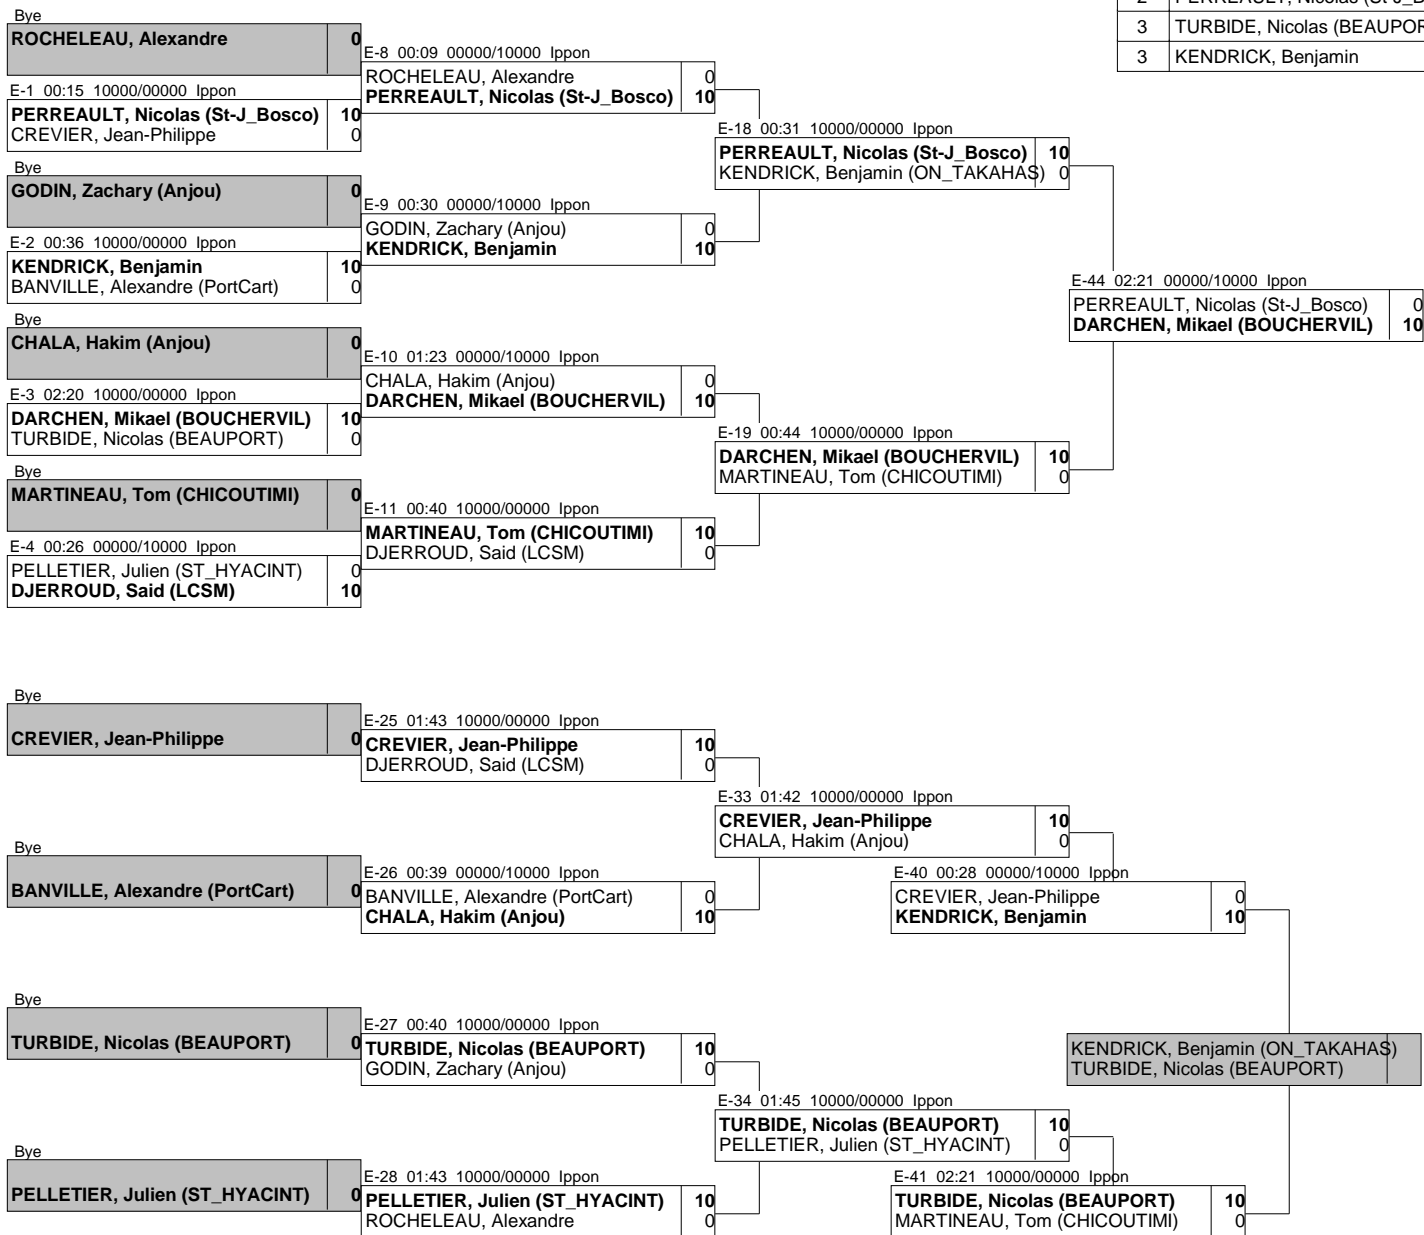 2 PERREAULT, Nicolas (St-J_B
3 TURBIDE, Nicolas (BEAUPOR
3 KENDRICK, Benjamin
Bye
ROCHELEAU, Alexandre 0
E-1 00:15 10000/00000 Ippon
PERREAULT, Nicolas (St-J_Bosco) 10
CREVIER, Jean-Philippe 0
Bye
GODIN, Zachary (Anjou) 0
E-2 00:36 10000/00000 Ippon
KENDRICK, Benjamin 10
BANVILLE, Alexandre (PortCart) 0
Bye
CHALA, Hakim (Anjou) 0
E-3 02:20 10000/00000 Ippon
DARCHEN, Mikael (BOUCHERVIL) 10
TURBIDE, Nicolas (BEAUPORT) 0
Bye
MARTINEAU, Tom (CHICOUTIMI) 0
E-4 00:26 00000/10000 Ippon
PELLETIER, Julien (ST_HYACINT) 0
DJERROUD, Said (LCSM) 10
E-8 00:09 00000/10000 Ippon
ROCHELEAU, Alexandre 0
PERREAULT, Nicolas (St-J_Bosco) 10
E-9 00:30 00000/10000 Ippon
GODIN, Zachary (Anjou) 0
KENDRICK, Benjamin 10
E-10 01:23 00000/10000 Ippon
CHALA, Hakim (Anjou) 0
DARCHEN, Mikael (BOUCHERVIL) 10
E-11 00:40 10000/00000 Ippon
MARTINEAU, Tom (CHICOUTIMI) 10
DJERROUD, Said (LCSM) 0
E-18 00:31 10000/00000 Ippon
PERREAULT, Nicolas (St-J_Bosco) 10
KENDRICK, Benjamin (ON_TAKAHAS) 0
E-19 00:44 10000/00000 Ippon
DARCHEN, Mikael (BOUCHERVIL) 10
MARTINEAU, Tom (CHICOUTIMI) 0
E-44 02:21 00000/10000 Ippon
PERREAULT, Nicolas (St-J_Bosco) 0
DARCHEN, Mikael (BOUCHERVIL) 10
Bye
CREVIER, Jean-Philippe 0
Bye
BANVILLE, Alexandre (PortCart) 0
Bye
TURBIDE, Nicolas (BEAUPORT) 0
Bye
PELLETIER, Julien (ST_HYACINT) 0
E-25 01:43 10000/00000 Ippon
CREVIER, Jean-Philippe 10
DJERROUD, Said (LCSM) 0
E-26 00:39 00000/10000 Ippon
BANVILLE, Alexandre (PortCart) 0
CHALA, Hakim (Anjou) 10
E-27 00:40 10000/00000 Ippon
TURBIDE, Nicolas (BEAUPORT) 10
GODIN, Zachary (Anjou) 0
E-28 01:43 10000/00000 Ippon
PELLETIER, Julien (ST_HYACINT) 10
ROCHELEAU, Alexandre 0
E-33 01:42 10000/00000 Ippon
CREVIER, Jean-Philippe 10
CHALA, Hakim (Anjou) 0
E-34 01:45 10000/00000 Ippon
TURBIDE, Nicolas (BEAUPORT) 10
PELLETIER, Julien (ST_HYACINT) 0
E-40 00:28 00000/10000 Ippon
CREVIER, Jean-Philippe 0
KENDRICK, Benjamin 10
E-41 02:21 10000/00000 Ippon
TURBIDE, Nicolas (BEAUPORT) 10
MARTINEAU, Tom (CHICOUTIMI) 0
KENDRICK, Benjamin (ON_TAKAHAS)
TURBIDE, Nicolas (BEAUPORT)